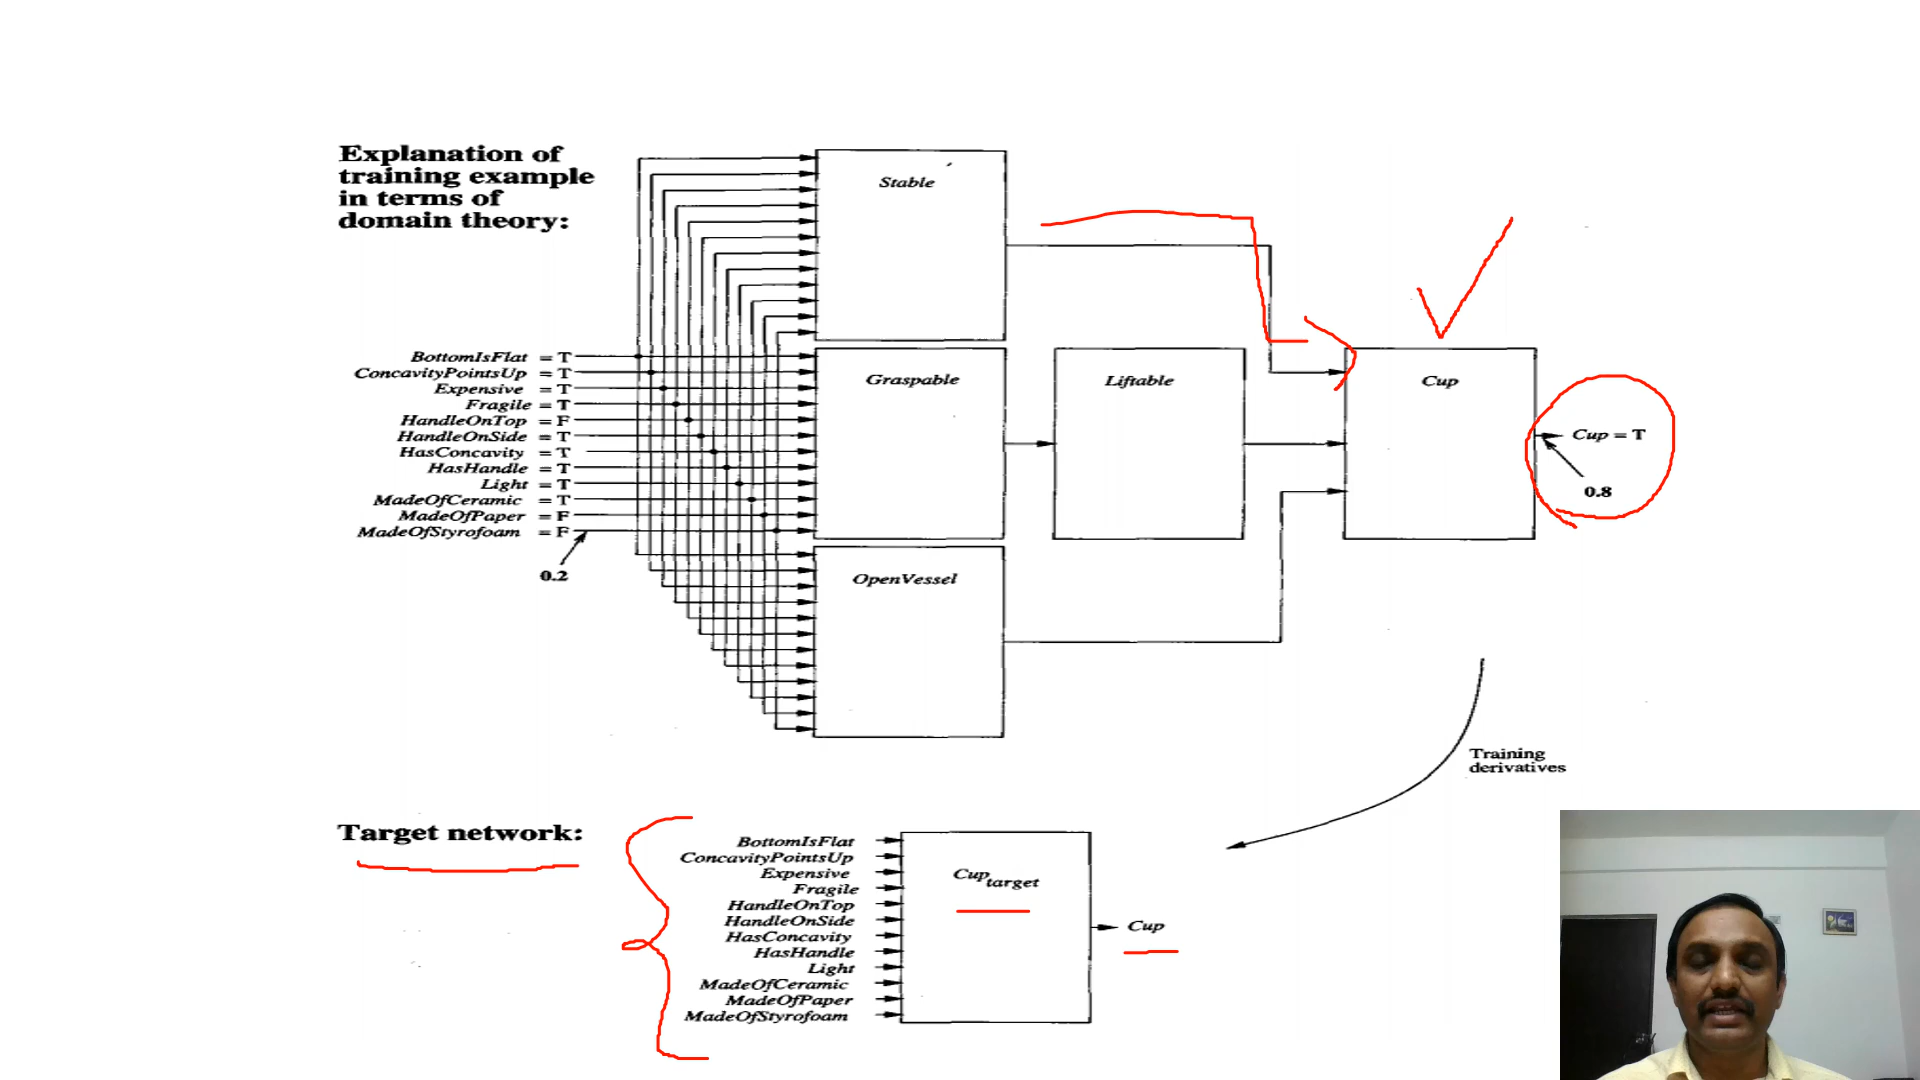 Explanation of
training example
in terms of
domain theory:
Stable
BottomIsFlat = T
ConcavityPointsUp = T
Expensive = T
Fragile = T
HandleOnTop = F
HandleOnSide = T
HasConcavity = T
HasHandle = T
Light = T
MadeOfCeramic = T
MadeOfPaper = F
MadeOfStyrofoam = F
0.2
Graspable
Liftable
Cup
Cup = T
0.8
OpenVessel
Training
derivatives
Target network:
BottomIsFlat
ConcavityPointsUp
Expensive
Fragile
HandleOnTop
HandleOnSide
HasConcavity
HasHandle
Light
MadeOfCeramic
MadeOfPaper
MadeOfStyrofoam
Cup target
Cup